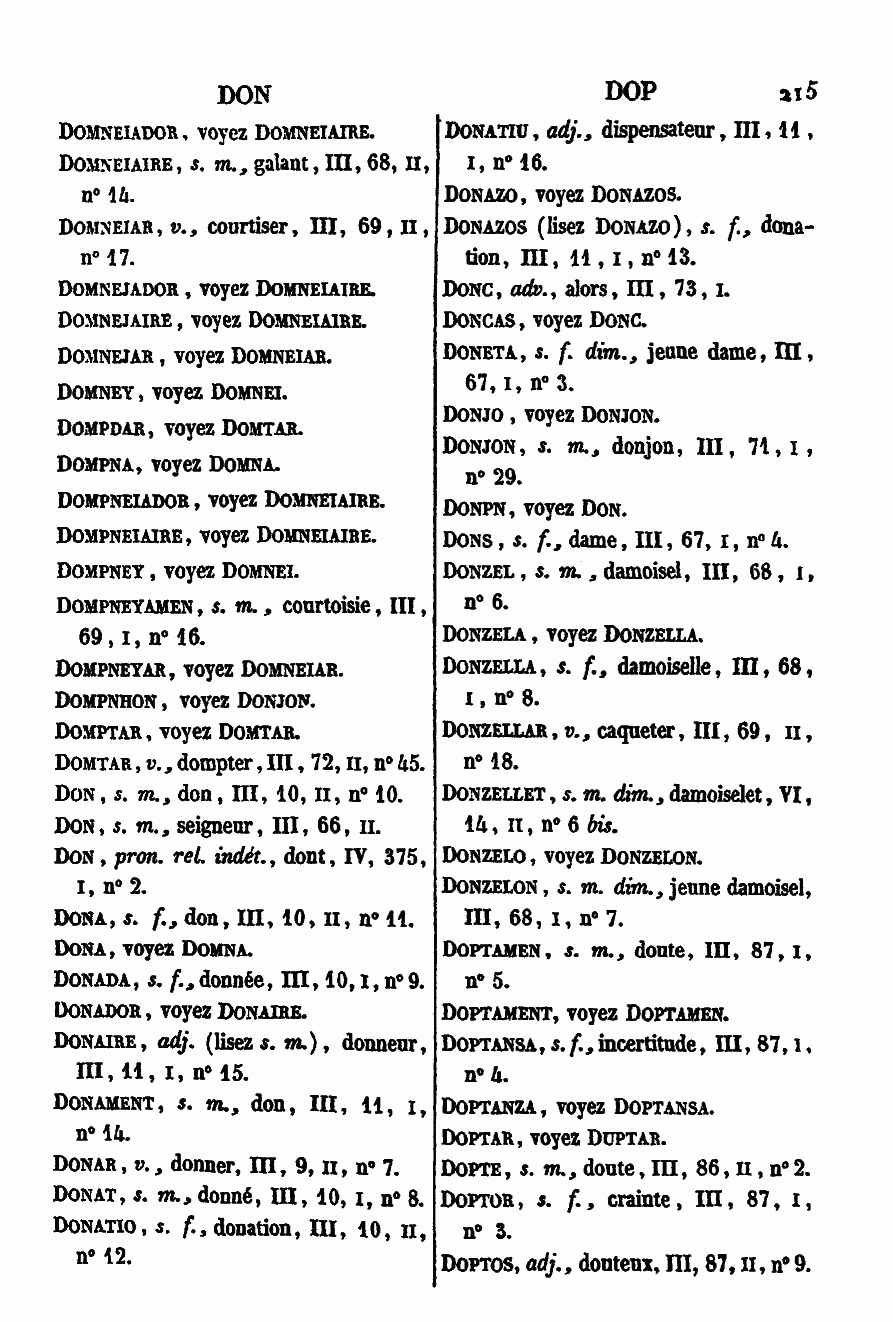 DON
DOP 215
DOMNEIADOR, voyez DOMNEIAIRE.
DOMNEIAIRE, s. m., galant, III, 68, II,
n° 14.
DOMNEIAR, v., courtiser, III, 69, II,
n° 17.
DOMNEJADOR, voyez DOMNEIAIRE.
DOMNEJAIRE, voyez DOMNEIAIRE.
DOMNEJAR, voyez DOMNEIAR.
DOMNEY, voyez DOMNEI.
DOMPDAR, voyez DOMTAR.
DOMPNA, voyez DOMNA.
DOMPNEIADOR, voyez DOMNEIAIRE.
DOMPNEIAIRE, voyez DOMNEIAIRE.
DOMPNEY, voyez DOMNEI.
DOMPNEYAMEN, s. m., courtoisie, III,
69, I, n° 16.
DOMPNEYAR, voyez DOMNEIAR.
DOMPNHON, voyez DONJON.
DOMPTAR, voyez DOMTAR.
DOMTAR, v., dompter, III, 72, II, n° 45.
DON, s. m., don, III, 10, II, n° 10.
DON, s. m., seigneur, III, 66, II.
DON, pron. rel. indét., dont, IV, 375,
I, n° 2.
DONA, s. f., don, III, 10, II, n° 11.
DONA, voyez DOMNA.
DONADA, s. f., donnée, III, 10, I, n° 9.
DONADOR, voyez DONAIRE.
DONAIRE, adj. (lisez s. m.), donneur,
III, 11, I, n° 15.
DONAMENT, s. m., don, III, 11, I,
n° 14.
DONAR, v., donner, III, 9, II, n° 7.
DONAT, s. m., donné, III, 10, I, n° 8.
DONATIO, s. f., donation, III, 10, II,
n° 12.
DONATIU, adj., dispensateur, III, 11,
I, n° 16.
DONAZO, voyez DONAZOS.
DONAZOS (lisez DONAZO), s. f., dona-
tion, III, 11, I, n° 13.
DONC, adv., alors, III, 73, I.
DONCAS, voyez DONC.
DONETA, s. f. dim., jeune dame, III,
67, I, n° 3.
DONJO, voyez DONJON.
DONJON, s. m., donjon, III, 71, I,
n° 29.
DONPN, voyez DON.
DONS, s. f., dame, III, 67, I, n° 4.
DONZEL, s. m., damoisel, III, 68, I,
n° 6.
DONZELA, voyez DONZELLA.
DONZELLA, s. f., damoiselle, III, 68,
I, n° 8.
DONZELLAR, v., caqueter, III, 69, II,
n° 18.
DONZELLET, s. m. dim., damoiselet, VI,
14, II, n° 6 bis.
DONZELO, voyez DONZELON.
DONZELON, s. m. dim., jeune damoisel,
III, 68, I, n° 7.
DOPTAMEN, s. m., doute, III, 87, I,
n° 5.
DOPTAMENT, voyez DOPTAMEN.
DOPTANSA, s. f., incertitude, III, 87, I,
n° 4.
DOPTANZA, voyez DOPTANSA.
DOPTAR, voyez DUPTAR.
DOPTE, s. m., doute, III, 86, II, n° 2.
DOPTOR, s. f., crainte, III, 87, I,
n° 3.
DOPTOS, adj., douteux, III, 87, II, n° 9.